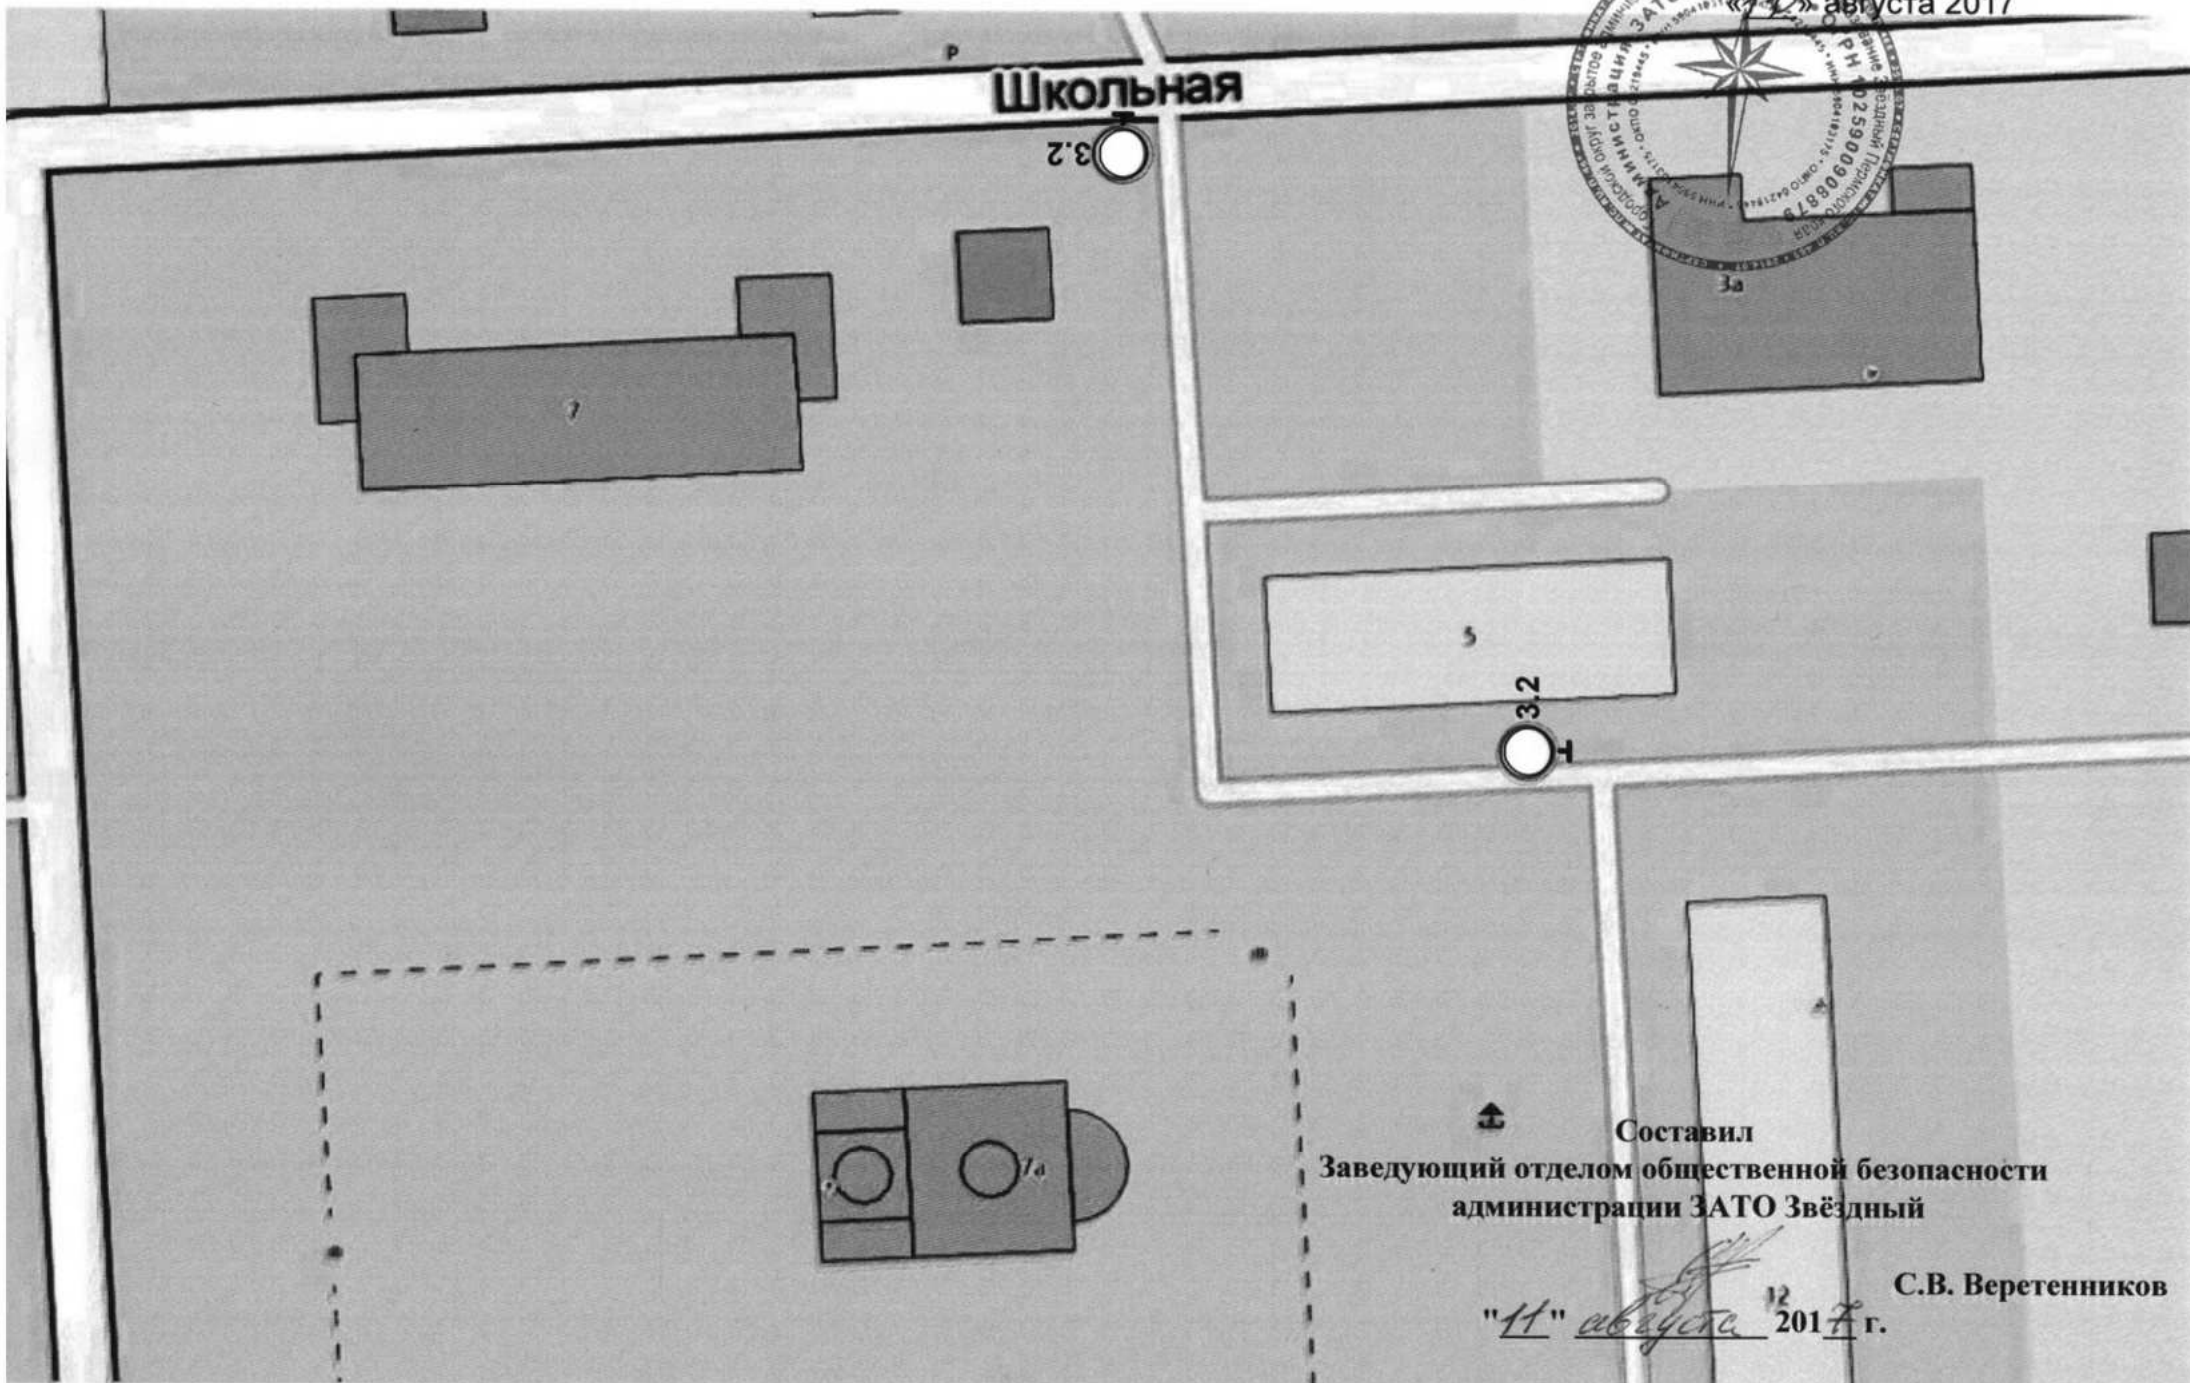 августа 2017
Р
Школьная
3.2
3а
7
5
3.2
7а
Составил
Заведующий отделом общественной безопасности
администрации ЗАТО Звёздный
12
С.В. Веретенников
"11" августа 2017 г.